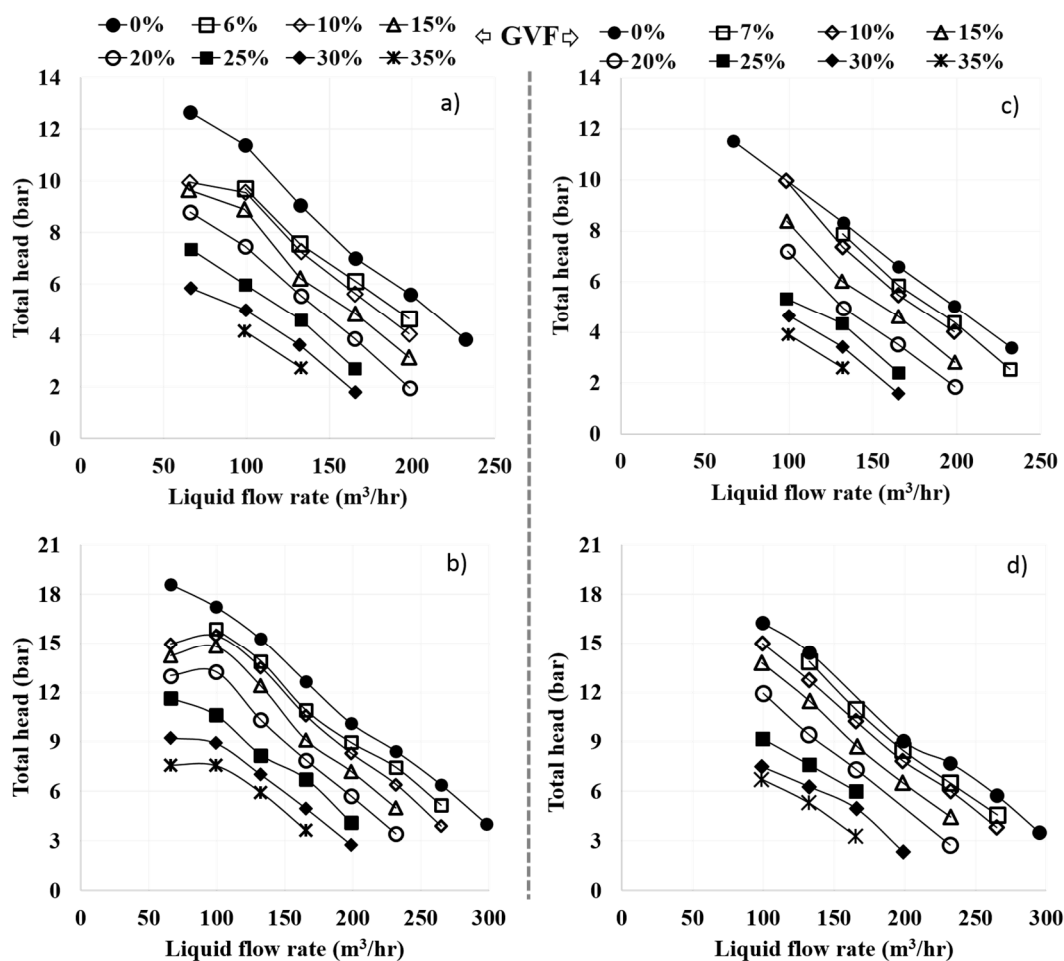 0% 6% 10% 15%
20% 25% 30% 35%
⇦ GVF ⇨
0% 7% 10% 15%
20% 25% 30% 35%
a)
Total head (bar)
14
12
10
8
6
4
2
0
0 50 100 150 200 250
Liquid flow rate (m³/hr)
c)
Total head (bar)
14
12
10
8
6
4
2
0
0 50 100 150 200 250
Liquid flow rate (m³/hr)
b)
Total head (bar)
21
18
15
12
9
6
3
0
0 50 100 150 200 250 300
Liquid flow rate (m³/hr)
d)
Total head (bar)
21
18
15
12
9
6
3
0
0 50 100 150 200 250 300
Liquid flow rate (m³/hr)